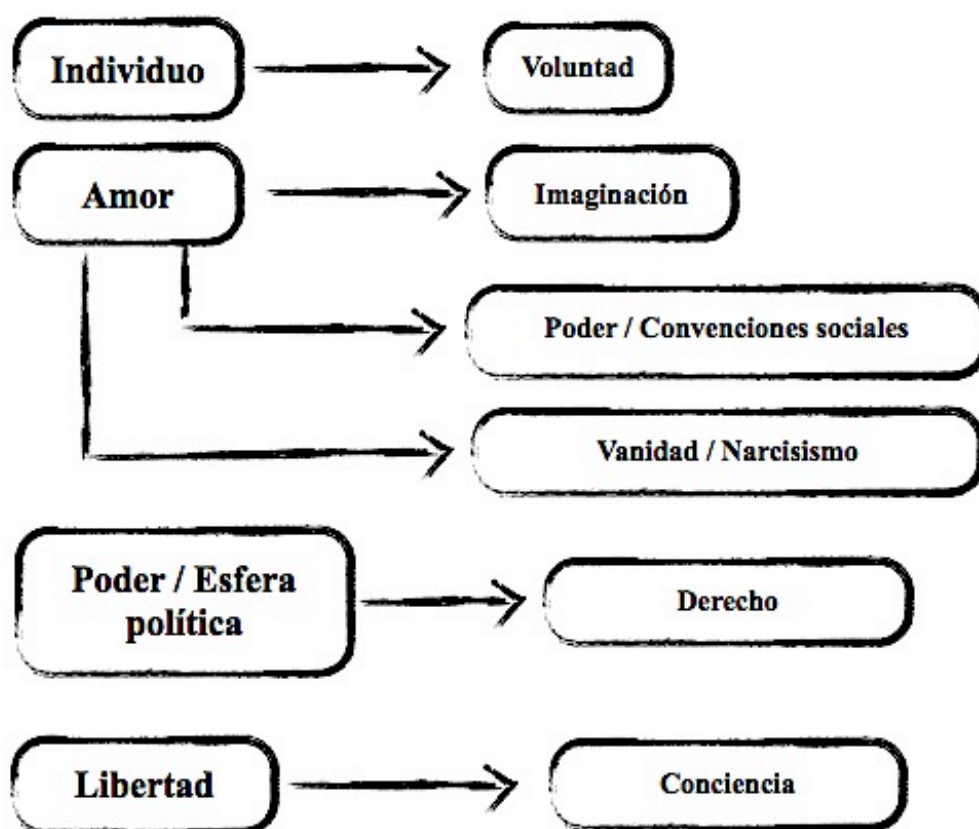 Individuo
Voluntad
Amor
Imaginación
Poder / Convenciones sociales
Vanidad / Narcisismo
Poder / Esfera
política
Derecho
Libertad
Conciencia